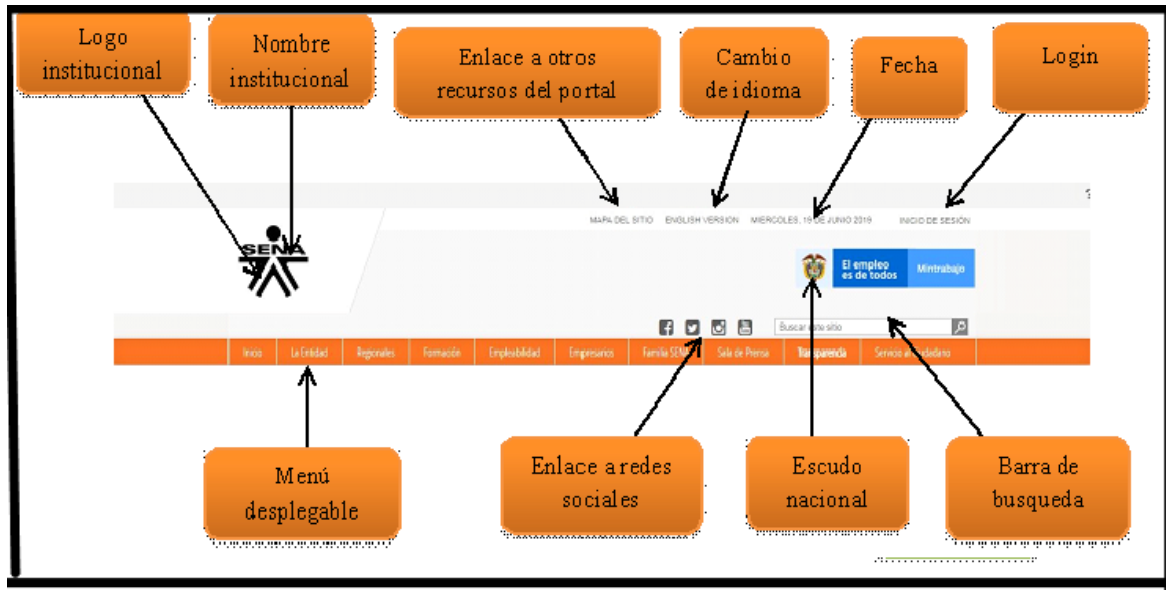 Logo
institucional
Nombre
institucional
Enlace a otros
recursos del portal
Cambio
de idioma
Fecha
Login
MAPA DEL SITIO
ENGLISH VERSION
MIERCOLES, 19 DE JUNIO 2019
INICIO DE SESIÓN
SENA
El empleo
es de todos
Mintrabajo
Buscar este sitio
Inicio
La Entidad
Regionales
Formación
Empleabilidad
Empresarios
Familia SENA
Sala de Prensa
Transparencia
Servicio al ciudadano
Menú
desplegable
Enlace a redes
sociales
Escudo
nacional
Barra de
busqueda